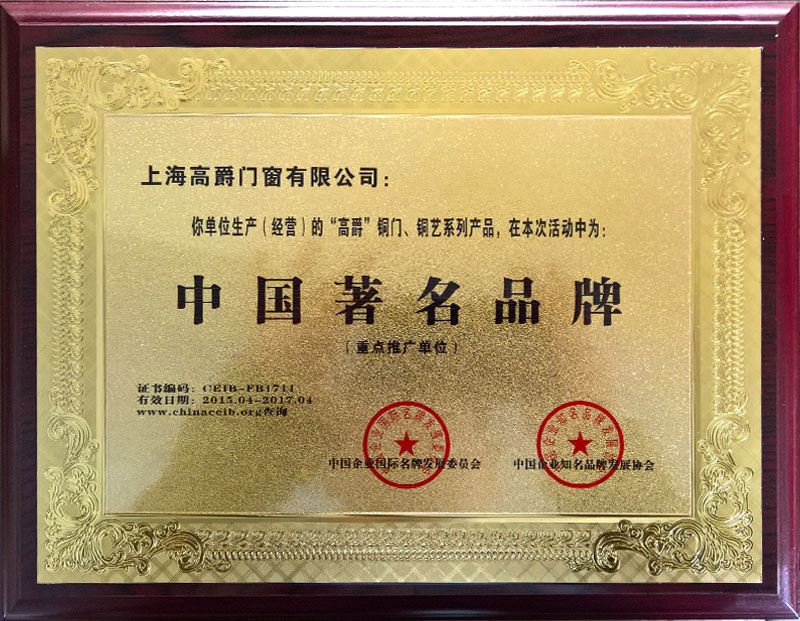 上海高爵门窗有限公司:
你单位生产(经营)的“高爵”铜门、铜艺系列产品,在本次活动中为:
中国著名品牌
(重点推广单位)
证书编码:CEIB-FB1711
有效日期:2015.04-2017.04
www.chinaceib.org查询
中国企业国际名牌发展委员会
中国企业知名品牌发展协会